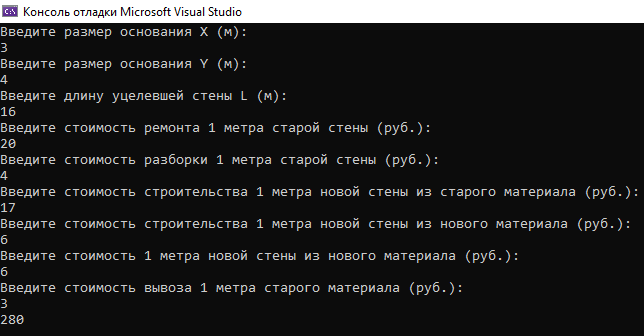 C:\
Консоль отладки Microsoft Visual Studio
Введите размер основания X (м):
3
Введите размер основания Y (м):
4
Введите длину уцелевшей стены L (м):
16
Введите стоимость ремонта 1 метра старой стены (руб.):
20
Введите стоимость разборки 1 метра старой стены (руб.):
4
Введите стоимость строительства 1 метра новой стены из старого материала (руб.):
17
Введите стоимость строительства 1 метра новой стены из нового материала (руб.):
6
Введите стоимость 1 метра новой стены из нового материала (руб.):
6
Введите стоимость вывоза 1 метра старого материала (руб.):
3
280